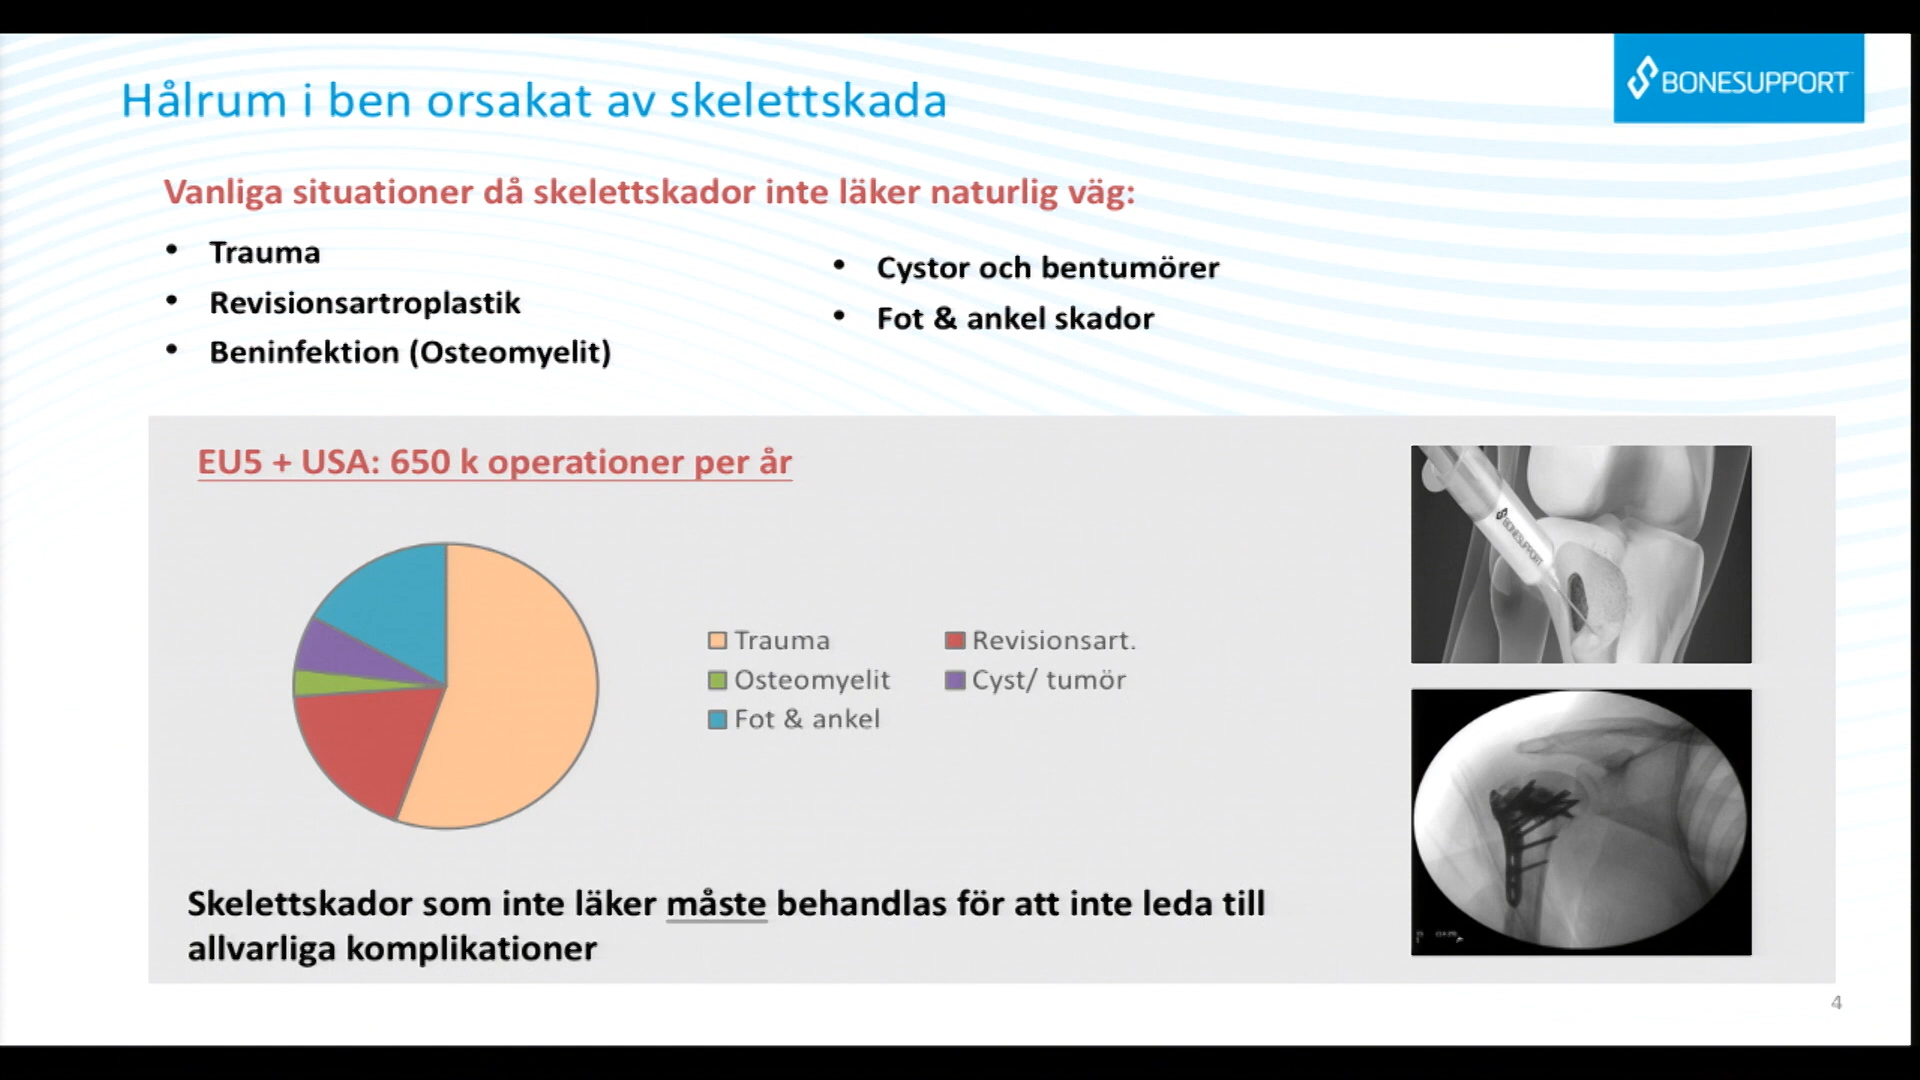 Hålrum i ben orsakat av skelettskada
BONESUPPORT
Vanliga situationer då skelettskador inte läker naturlig väg:
• Trauma
• Revisionsartroplastik
• Beninfektion (Osteomyelit)
• Cystor och bentumörer
• Fot & ankel skador
EU5 + USA: 650 k operationer per år
Trauma
Revisionsart.
Osteomyelit
Cyst/ tumör
Fot & ankel
BONESUPPORT
Skelettskador som inte läker måste behandlas för att inte leda till
allvarliga komplikationer
4